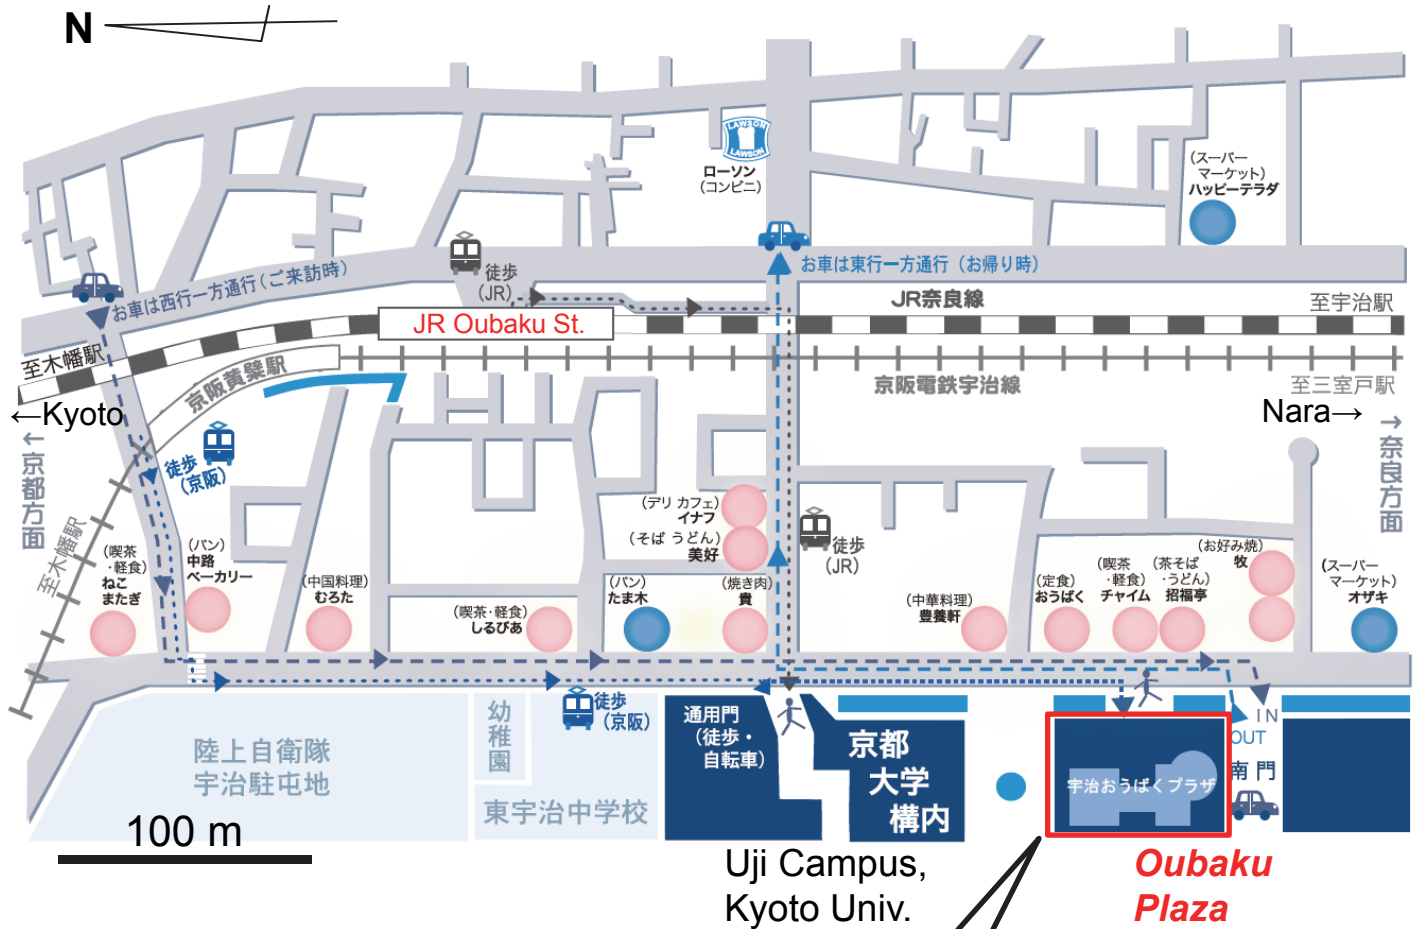 N
LAWSON
LAWSON
ローソン
(コンビニ)
(スーパー
マーケット)
ハッピーテラダ
お車は西行一方通行(ご来訪時)
徒歩
(JR)
お車は東行一方通行(お帰り時)
JR奈良線
至宇治駅
JR Oubaku St.
至木幡駅
京阪黄檗駅
京阪電鉄宇治線
至三室戸駅
←Kyoto
Nara→
←京都方面
→奈良方面
徒歩
(京阪)
至木幡駅
(デリ カフェ)
イナフ
(そば うどん)
美好
徒歩
(JR)
(喫茶
・軽食)
ねこ
またぎ
(パン)
中路
ベーカリー
(中国料理)
むろた
(喫茶・軽食)
しるびあ
(パン)
たま木
(焼き肉)
貴
(中華料理)
豊養軒
(定食)
おうばく
(喫茶
・軽食)
チャイム
(茶そば
・うどん)
招福亭
(お好み焼)
牧
(スーパー
マーケット)
オザキ
陸上自衛隊
宇治駐屯地
幼稚園
徒歩
(京阪)
東宇治中学校
通用門
(徒歩・
自転車)
京都
大学
構内
宇治おうばくプラザ
IN
OUT
南門
100 m
Uji Campus,
Kyoto Univ.
Oubaku
Plaza